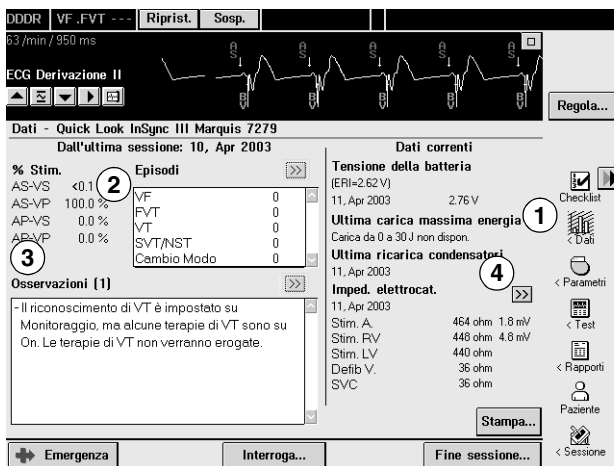 DDDR VF .FVT --- Riprist. Sosp.
63 /min / 950 ms
ECG Derivazione II
A S A S A S A S
B V B V B V B V
Regola...
Dati - Quick Look InSync III Marquis 7279
Dall'ultima sessione: 10, Apr 2003
% Stim.
AS-VS <0.1
AS-VP 100.0 %
AP-VS 0.0 %
AP-VP 0.0 %
2
3
Episodi >>
VF 0
FVT 0
VT 0
SVT/NST 0
Cambio Modo 0
Osservazioni (1) >>
- Il riconoscimento di VT è impostato su
Monitoraggio, ma alcune terapie di VT sono su
On. Le terapie di VT non verranno erogate.
Dati correnti
Tensione della batteria
(ERI=2.62 V)
11, Apr 2003 2.76 V
Ultima carica massima energia
Carica da 0 a 30 J non dispon.
Ultima ricarica condensatori
11, Apr 2003
Imped. elettrocat. >>
11, Apr 2003
Stim. A. 464 ohm 1.8 mV
Stim. RV 448 ohm 4.8 mV
Stim. LV 440 ohm
Defib V. 36 ohm
SVC 36 ohm
1
4
Stampa...
Checklist
< Dati
< Parametri
< Test
< Rapporti
Paziente
< Sessione
Emergenza Interroga... Fine sessione...